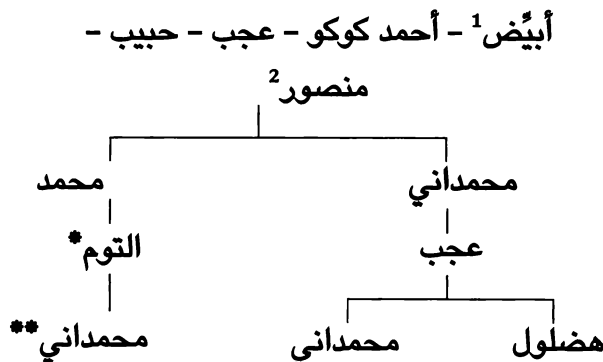 أبيِّض¹ – أحمد كوكو – عجب – حبيب –
منصور²
محمداني محمد
عجب التوم*
هضلول محمداني محمداني**